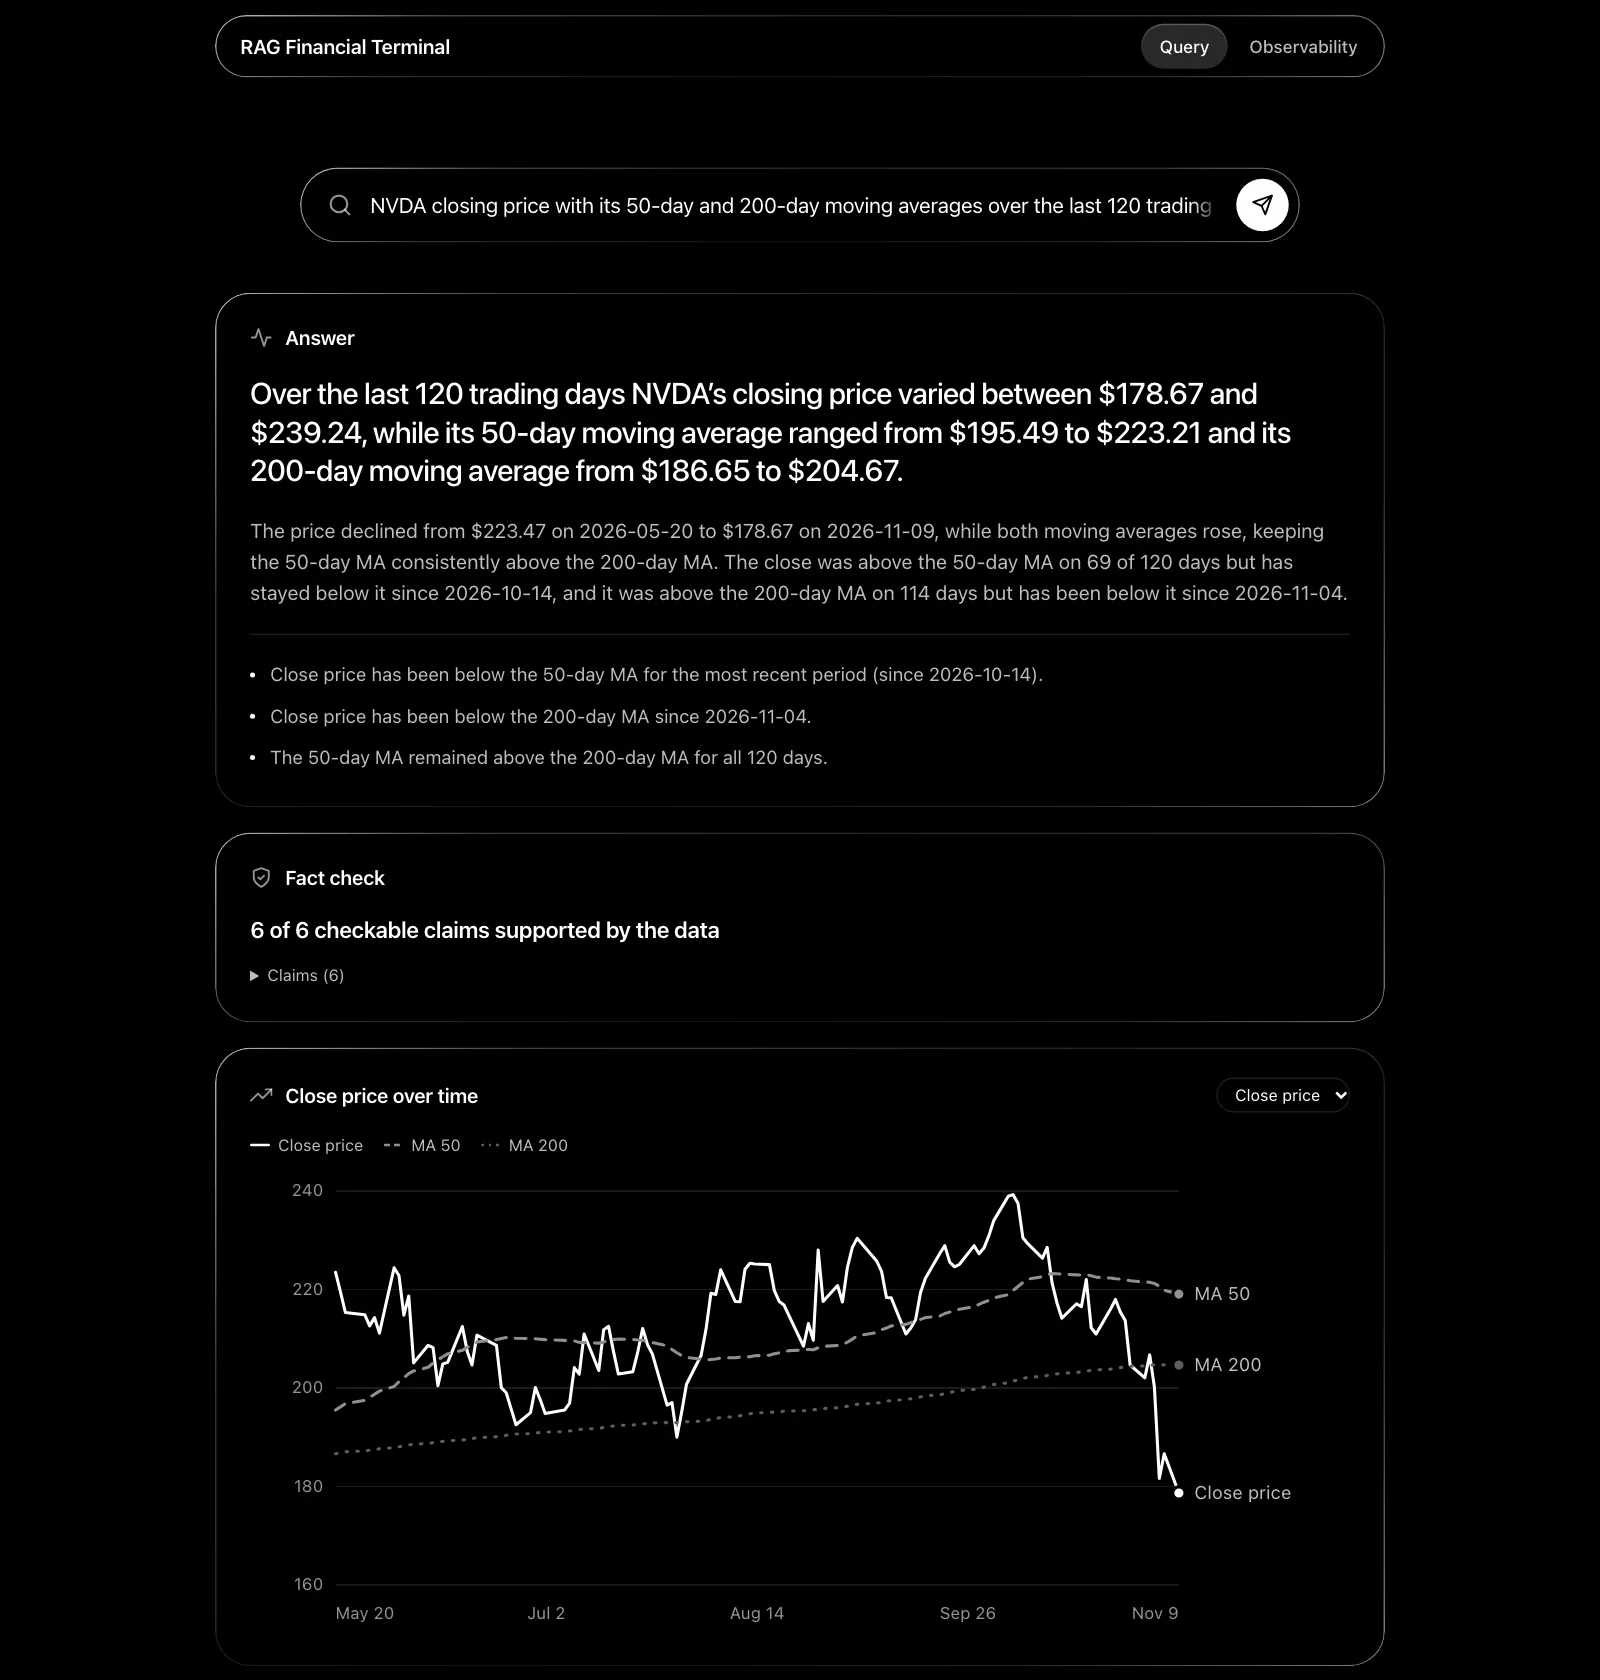 RAG Financial Terminal
Query
Observability
NVDA closing price with its 50-day and 200-day moving averages over the last 120 trading
Answer
Over the last 120 trading days NVDA’s closing price varied between $178.67 and
$239.24, while its 50-day moving average ranged from $195.49 to $223.21 and its
200-day moving average from $186.65 to $204.67.
The price declined from $223.47 on 2026-05-20 to $178.67 on 2026-11-09, while both moving averages rose, keeping
the 50-day MA consistently above the 200-day MA. The close was above the 50-day MA on 69 of 120 days but has
stayed below it since 2026-10-14, and it was above the 200-day MA on 114 days but has been below it since 2026-11-04.
• Close price has been below the 50-day MA for the most recent period (since 2026-10-14).
• Close price has been below the 200-day MA since 2026-11-04.
• The 50-day MA remained above the 200-day MA for all 120 days.
Fact check
6 of 6 checkable claims supported by the data
Claims (6)
Close price over time
Close price
Close price
MA 50
MA 200
240
220
200
180
160
MA 50
MA 200
Close price
May 20
Jul 2
Aug 14
Sep 26
Nov 9